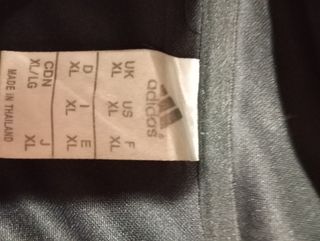 adidas
UK US F
XL XL XL
D I E
XL XL XL
CDN J
XL/LG XL
MADE IN THAILAND